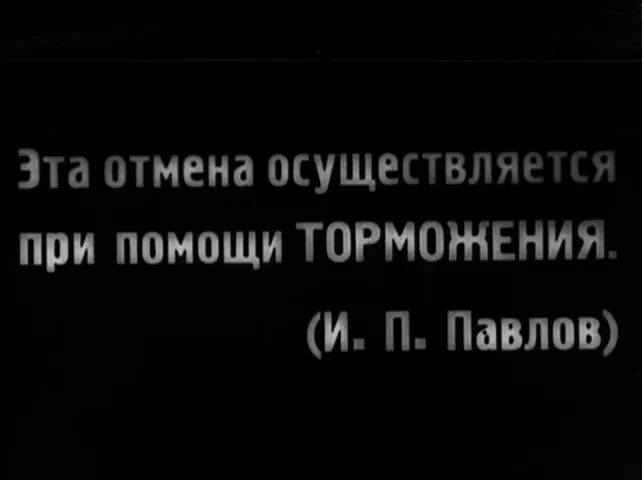 Эта отмена осуществляется
при помощи ТОРМОЖЕНИЯ.
(И. П. Павлов)